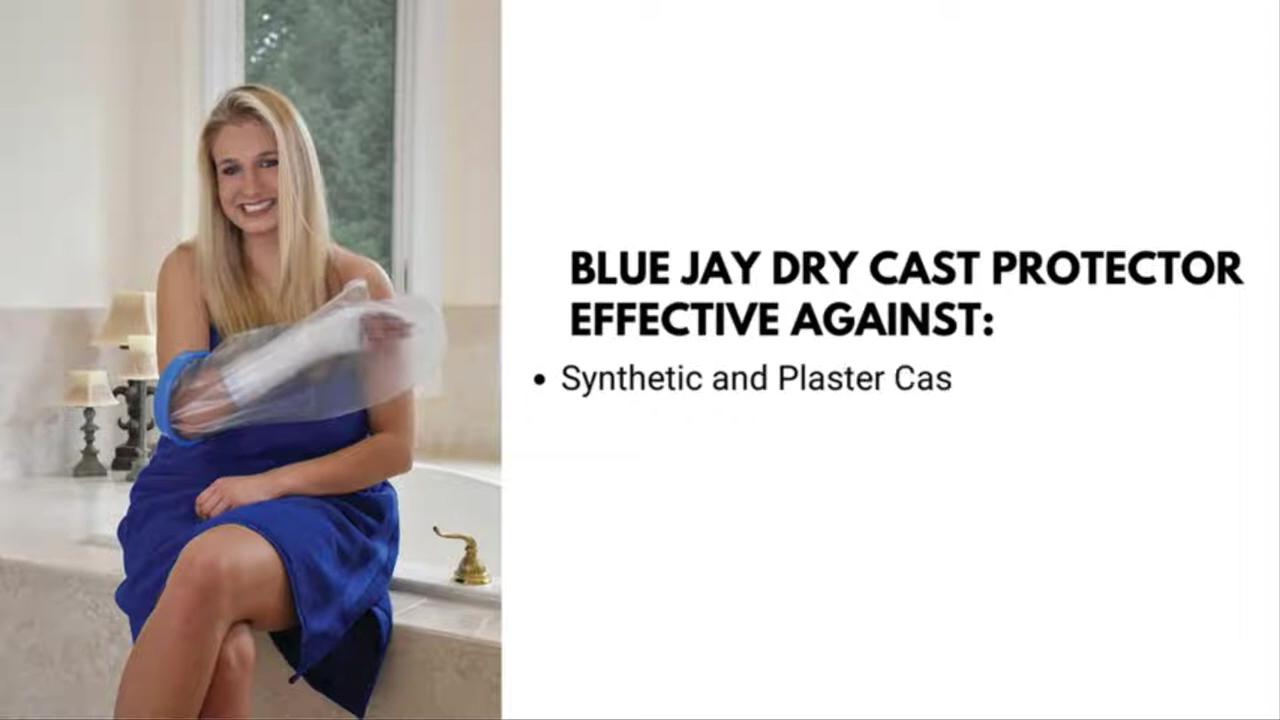 BLUE JAY DRY CAST PROTECTOR
EFFECTIVE AGAINST:
• Synthetic and Plaster Cas